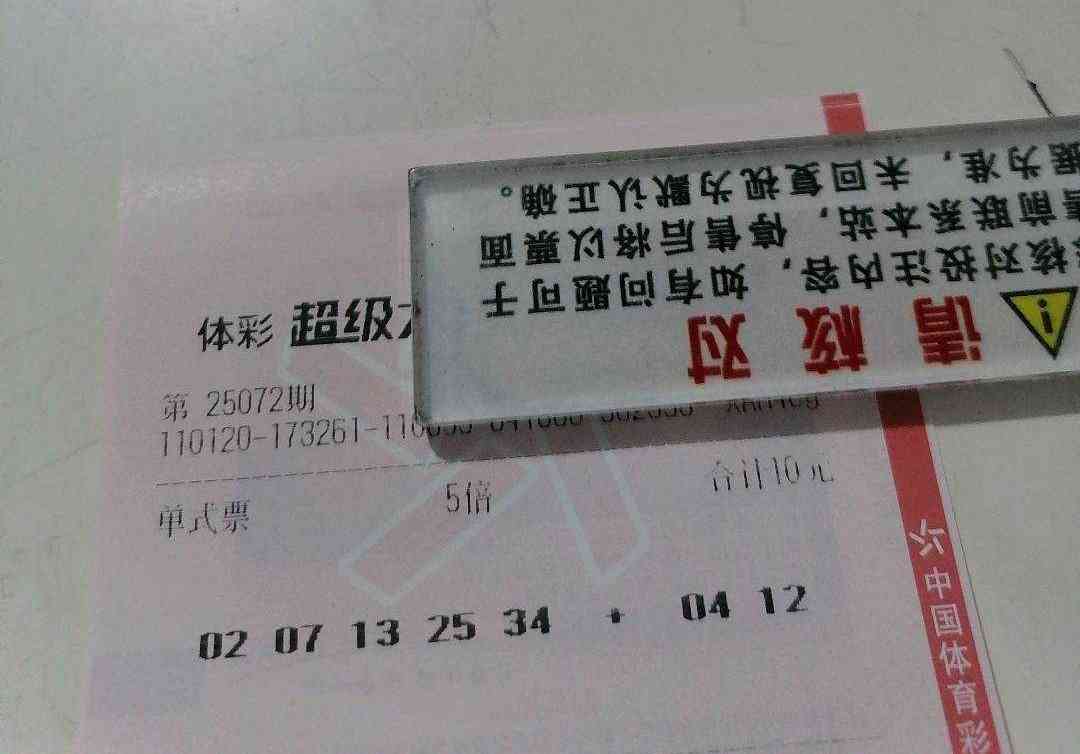 请核对
核对投注内容，如有问题可于
售前联系本站，停售后将以票面
据为准，未回复视为默认正确。
体彩 超级
第 25072期
110120-173261-110
单式票 5倍 合计10元
02 07 13 25 34 + 04 12
中国体育彩